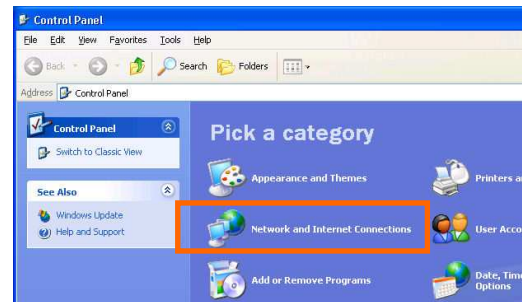 Control Panel
File Edit View Favorites Tools Help
Back Search Folders
Address Control Panel
Control Panel
Switch to Classic View
See Also
Windows Update
Help and Support
Pick a category
Appearance and Themes
Printers a
Network and Internet Connections
User Acco
Add or Remove Programs
Date, Time
Options